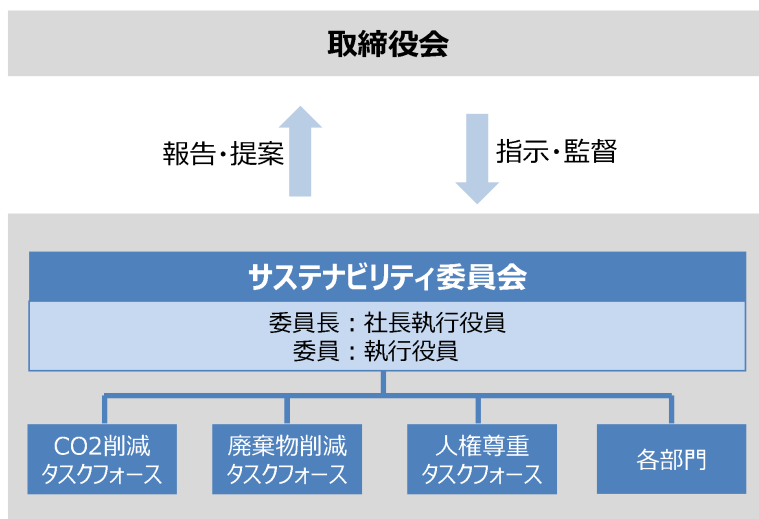 取締役会
報告・提案
指示・監督
サステナビリティ委員会
委員長：社長執行役員
委員：執行役員
CO2削減
タスクフォース
廃棄物削減
タスクフォース
人権尊重
タスクフォース
各部門